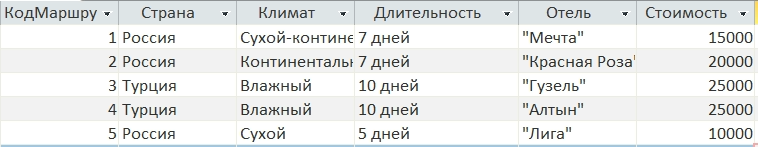 КодМаршру Страна Климат Длительность Отель Стоимость
1 Россия Сухой-контине 7 дней "Мечта" 15000
2 Россия Континенталь 7 дней "Красная Роза" 20000
3 Турция Влажный 10 дней "Гузель" 25000
4 Турция Влажный 10 дней "Алтын" 25000
5 Россия Сухой 5 дней "Лига" 10000